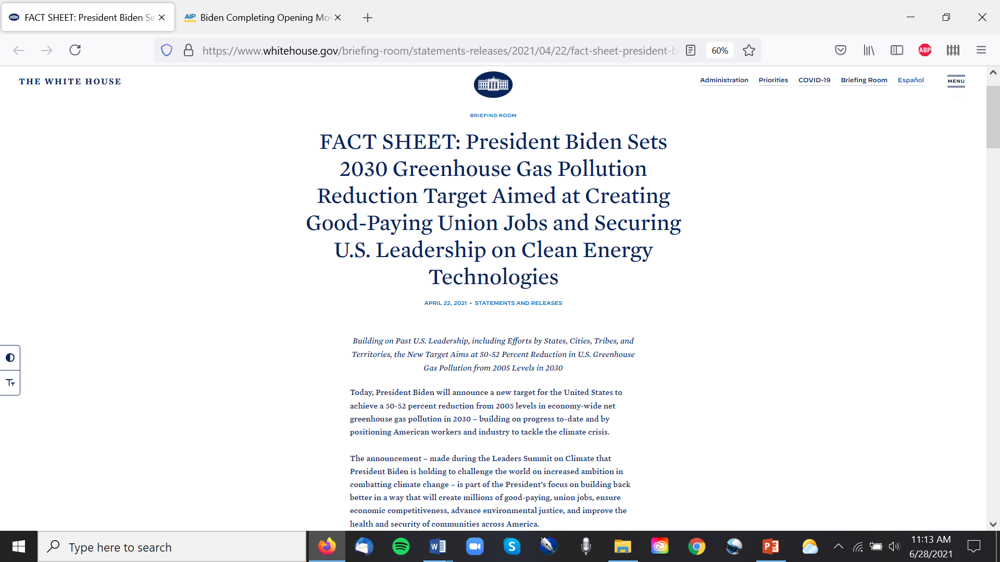 FACT SHEET: President Biden Se
Biden Completing Opening Mov
https://www.whitehouse.gov/briefing-room/statements-releases/2021/04/22/fact-sheet-president-b
60%
ABP
THE WHITE HOUSE
Administration
Priorities
COVID-19
Briefing Room
Español
MENU
BRIEFING ROOM
FACT SHEET: President Biden Sets
2030 Greenhouse Gas Pollution
Reduction Target Aimed at Creating
Good-Paying Union Jobs and Securing
U.S. Leadership on Clean Energy
Technologies
APRIL 22, 2021 • STATEMENTS AND RELEASES
Building on Past U.S. Leadership, including Efforts by States, Cities, Tribes, and
Territories, the New Target Aims at 50-52 Percent Reduction in U.S. Greenhouse
Gas Pollution from 2005 Levels in 2030
Today, President Biden will announce a new target for the United States to
achieve a 50-52 percent reduction from 2005 levels in economy-wide net
greenhouse gas pollution in 2030 – building on progress to-date and by
positioning American workers and industry to tackle the climate crisis.
The announcement – made during the Leaders Summit on Climate that
President Biden is holding to challenge the world on increased ambition in
combatting climate change – is part of the President’s focus on building back
better in a way that will create millions of good-paying, union jobs, ensure
economic competitiveness, advance environmental justice, and improve the
health and security of communities across America.
Type here to search
11:13 AM
6/28/2021